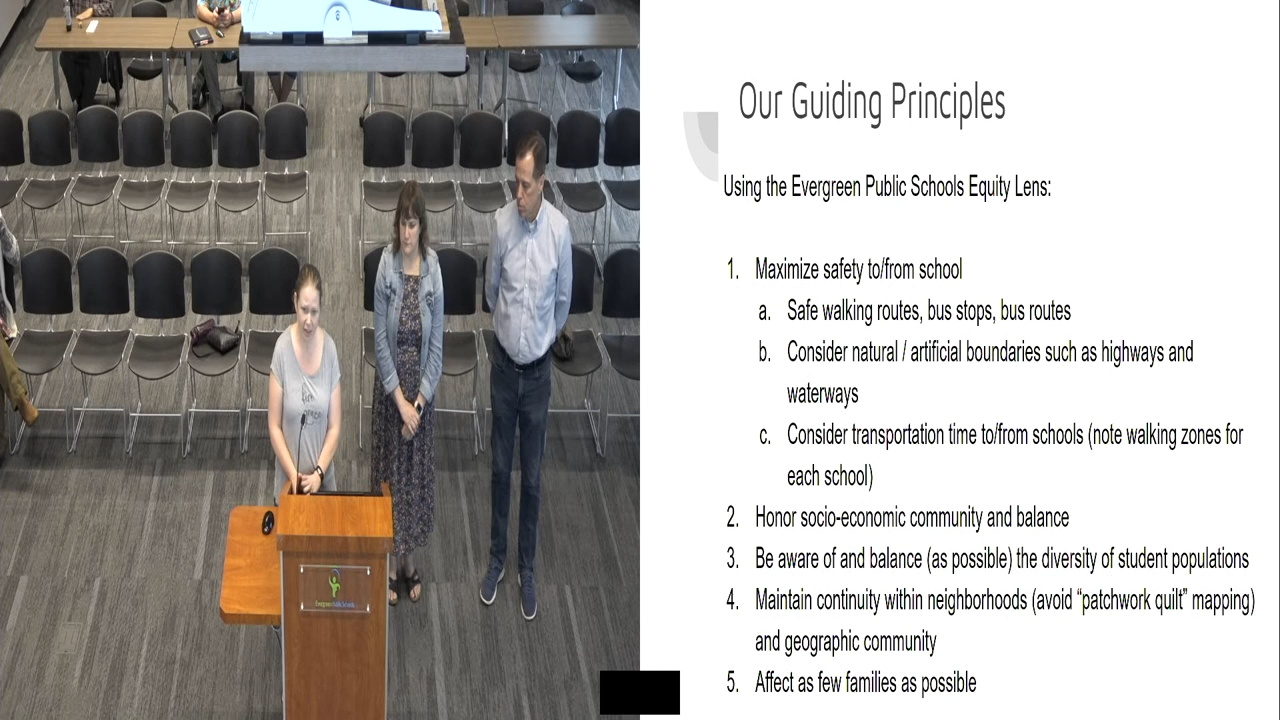 Our Guiding Principles
Using the Evergreen Public Schools Equity Lens:
1. Maximize safety to/from school
a. Safe walking routes, bus stops, bus routes
b. Consider natural / artificial boundaries such as highways and
waterways
c. Consider transportation time to/from schools (note walking zones for
each school)
2. Honor socio-economic community and balance
3. Be aware of and balance (as possible) the diversity of student populations
4. Maintain continuity within neighborhoods (avoid “patchwork quilt” mapping)
and geographic community
5. Affect as few families as possible
Evergreen Public Schools